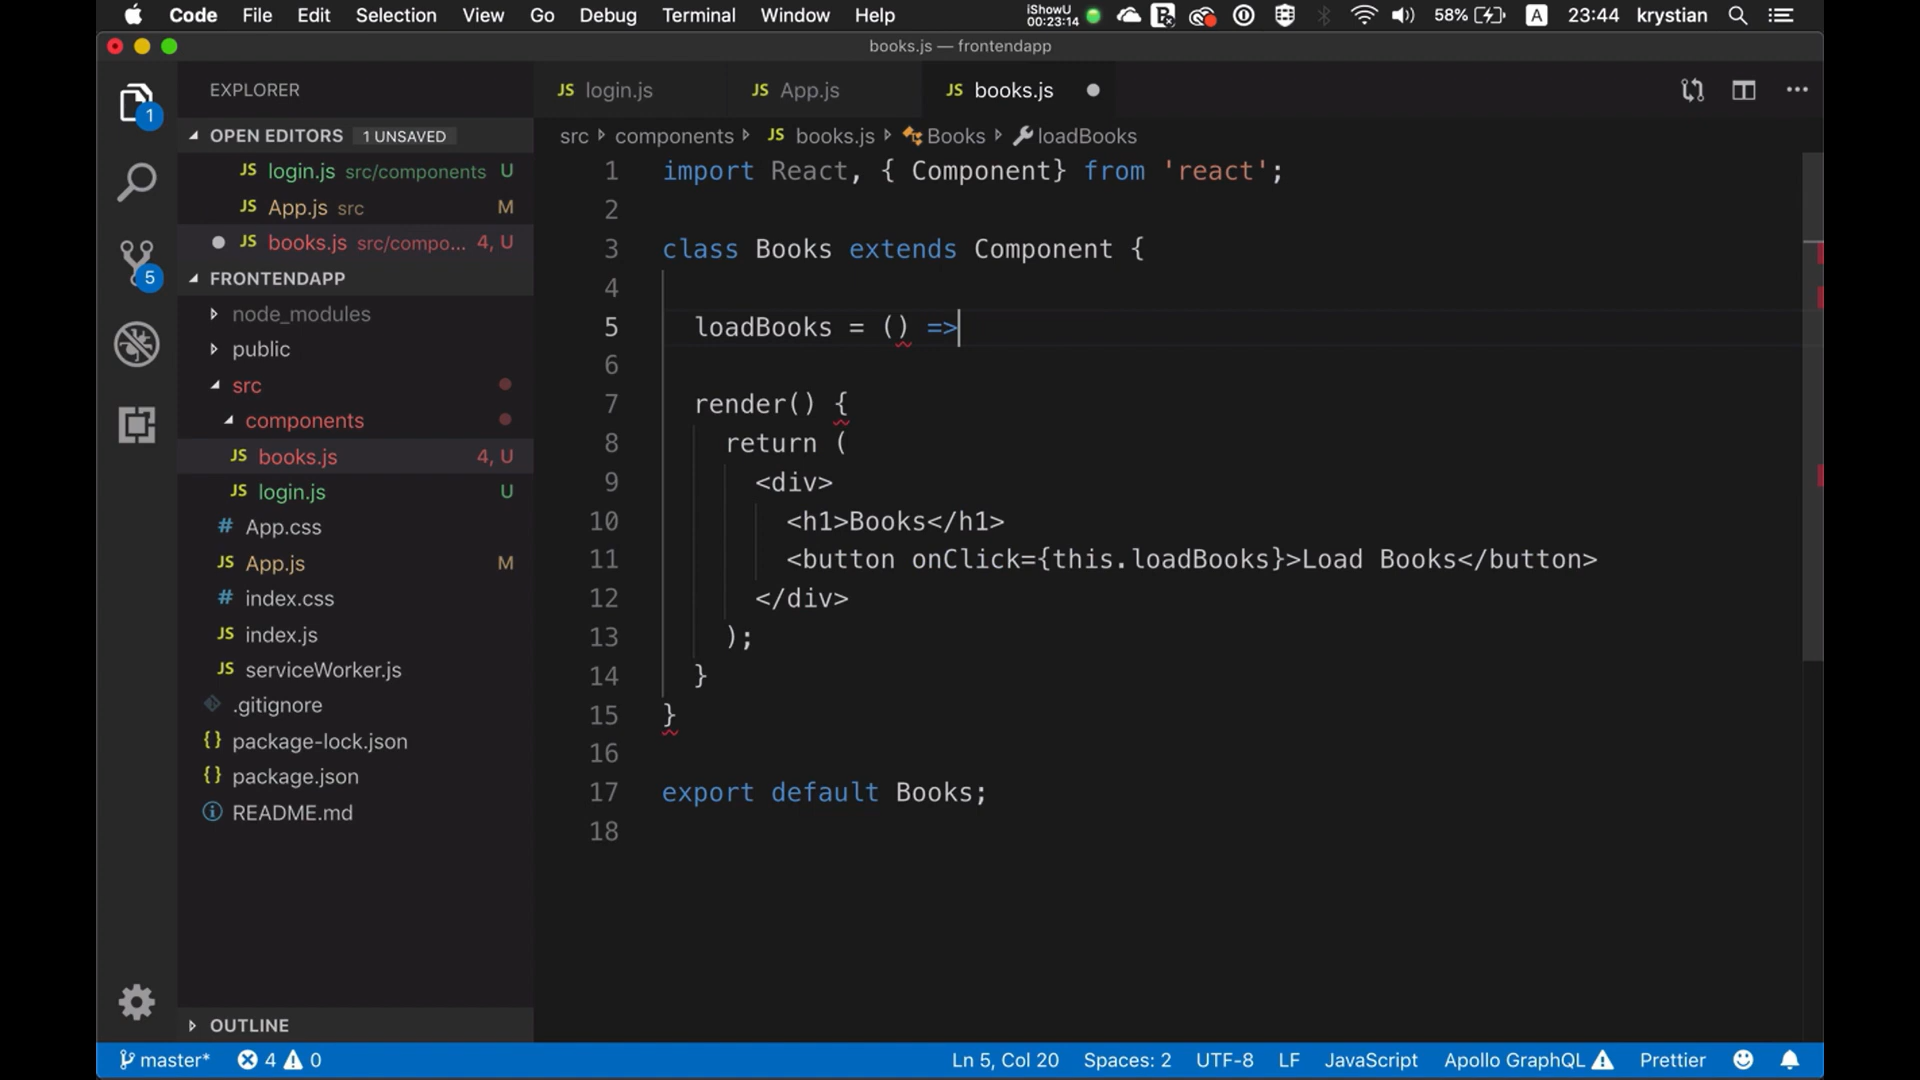 Code File Edit Selection View Go Debug Terminal Window Help iShowU 00:23:14 58% A 23:44 krystian
books.js — frontendapp
EXPLORER
OPEN EDITORS 1 UNSAVED
JS login.js src/components U
JS App.js src M
JS books.js src/compo... 4, U
FRONTENDAPP
node_modules
public
src
components
JS books.js 4, U
JS login.js U
# App.css
JS App.js M
# index.css
JS index.js
JS serviceWorker.js
.gitignore
{} package-lock.json
{} package.json
README.md
OUTLINE
1
5
JS login.js JS App.js JS books.js
src components JS books.js Books loadBooks
1 import React, { Component} from 'react';
2
3 class Books extends Component {
4
5 loadBooks = () =>
6
7 render() {
8 return (
9 <div>
10 <h1>Books</h1>
11 <button onClick={this.loadBooks}>Load Books</button>
12 </div>
13 );
14 }
15 }
16
17 export default Books;
18
master* 4 0 Ln 5, Col 20 Spaces: 2 UTF-8 LF JavaScript Apollo GraphQL Prettier